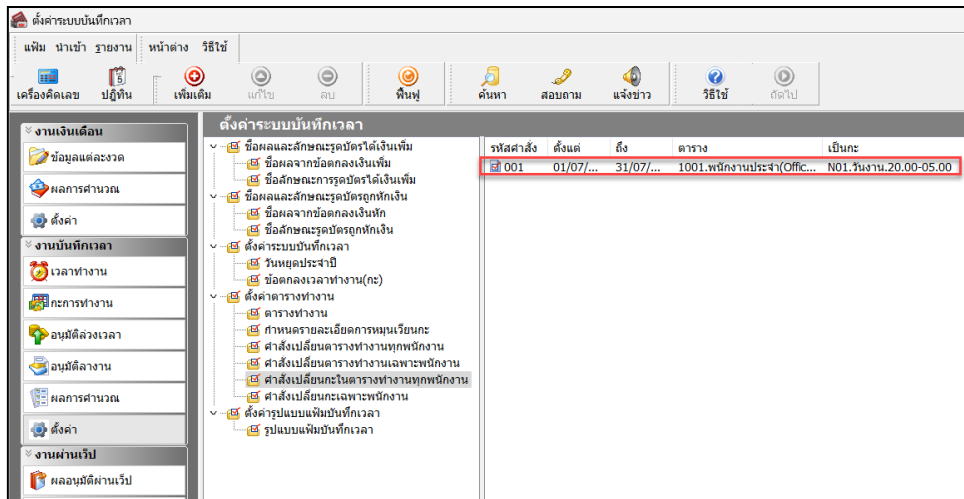 ตั้งค่าระบบบันทึกเวลา
แฟ้ม นำเข้า รายงาน หน้าต่าง วิธีใช้
เครื่องคิดเลข ปฏิทิน เพิ่มเติม แก้ไข ลบ ฟื้นฟู ค้นหา สอบถาม แจ้งข่าว วิธีใช้ ถัดไป
งานเงินเดือน
ข้อมูลแต่ละงวด
ผลการคำนวณ
ตั้งค่า
งานบันทึกเวลา
เวลาทำงาน
กะการทำงาน
อนุมัติล่วงเวลา
อนุมัติลางาน
ผลการคำนวณ
ตั้งค่า
งานผ่านเว็ป
ผลอนุมัติผ่านเว็ป
ตั้งค่าระบบบันทึกเวลา
ชื่อผลและลักษณะรูดบัตรได้เงินเพิ่ม
ชื่อผลจากข้อตกลงเงินเพิ่ม
ชื่อลักษณะการรูดบัตรได้เงินเพิ่ม
ชื่อผลและลักษณะรูดบัตรถูกหักเงิน
ชื่อผลจากข้อตกลงเงินหัก
ชื่อลักษณะรูดบัตรถูกหักเงิน
ตั้งค่าระบบบันทึกเวลา
วันหยุดประจำปี
ข้อตกลงเวลาทำงาน(กะ)
ตั้งค่าตารางทำงาน
ตารางทำงาน
กำหนดรายละเอียดการหมุนเวียนกะ
คำสั่งเปลี่ยนตารางทำงานทุกพนักงาน
คำสั่งเปลี่ยนตารางทำงานเฉพาะพนักงาน
คำสั่งเปลี่ยนกะในตารางทำงานทุกพนักงาน
คำสั่งเปลี่ยนกะเฉพาะพนักงาน
ตั้งค่ารูปแบบแฟ้มบันทึกเวลา
รูปแบบแฟ้มบันทึกเวลา
รหัสคำสั่ง ตั้งแต่ ถึง ตาราง เป็นกะ
001 01/07/... 31/07/... 1001.พนักงานประจำ(Offic... N01.วันงาน.20.00-05.00